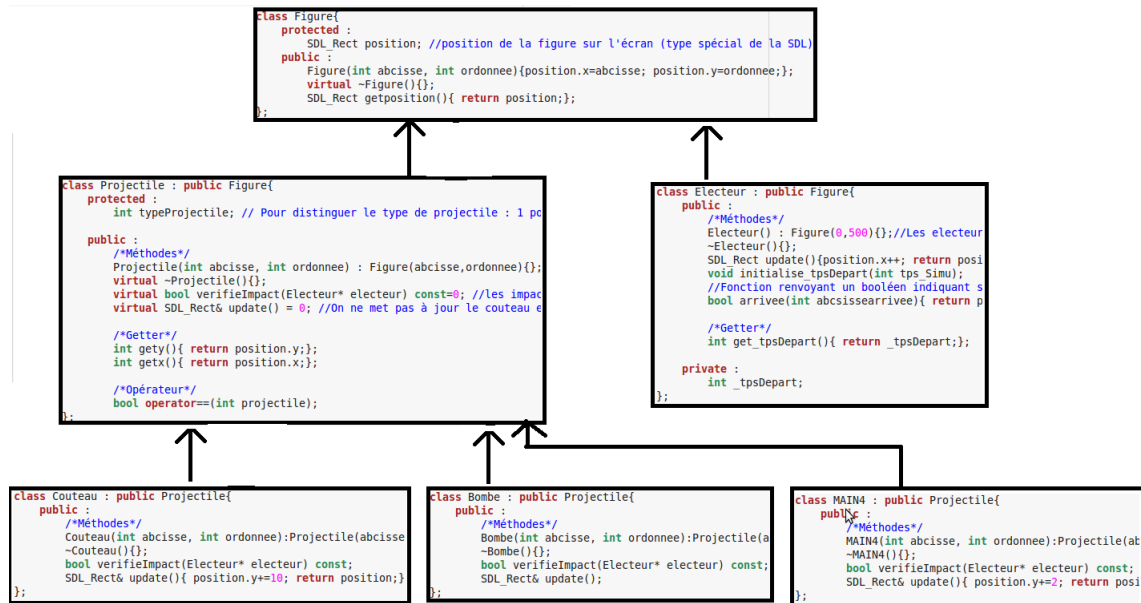 class Figure{
protected :
SDL_Rect position; //position de la figure sur l'écran (type spécial de la SDL)
public :
Figure(int abcisse, int ordonnee){position.x=abcisse; position.y=ordonnee;};
virtual ~Figure(){};
SDL_Rect getposition(){ return position;};
};
class Projectile : public Figure{
protected :
int typeProjectile; // Pour distinguer le type de projectile : 1 po
public :
/*Méthodes*/
Projectile(int abcisse, int ordonnee) : Figure(abcisse,ordonnee){};
virtual ~Projectile(){};
virtual bool verifieImpact(Electeur* electeur) const=0; //les impac
virtual SDL_Rect& update() = 0; //On ne met pas à jour le couteau e
/*Getter*/
int gety(){ return position.y;};
int getx(){ return position.x;};
/*Opérateur*/
bool operator==(int projectile);
};
class Electeur : public Figure{
public :
/*Méthodes*/
Electeur() : Figure(0,500){};//Les electeur
~Electeur(){};
SDL_Rect update(){position.x++; return posi
void initialise_tpsDepart(int tps_Simu);
//Fonction renvoyant un booléen indiquant s
bool arrivee(int abcsissearrivee){ return p
/*Getter*/
int get_tpsDepart(){ return _tpsDepart;};
private :
int _tpsDepart;
};
class Couteau : public Projectile{
public :
/*Méthodes*/
Couteau(int abcisse, int ordonnee):Projectile(abcisse
~Couteau(){};
bool verifieImpact(Electeur* electeur) const;
SDL_Rect& update(){ position.y+=10; return position;}
};
class Bombe : public Projectile{
public :
/*Méthodes*/
Bombe(int abcisse, int ordonnee):Projectile(a
~Bombe(){};
bool verifieImpact(Electeur* electeur) const;
SDL_Rect& update();
};
class MAIN4 : public Projectile{
public :
/*Méthodes*/
MAIN4(int abcisse, int ordonnee):Projectile(ab
~MAIN4(){};
bool verifieImpact(Electeur* electeur) const;
SDL_Rect& update(){ position.y+=2; return posi
};